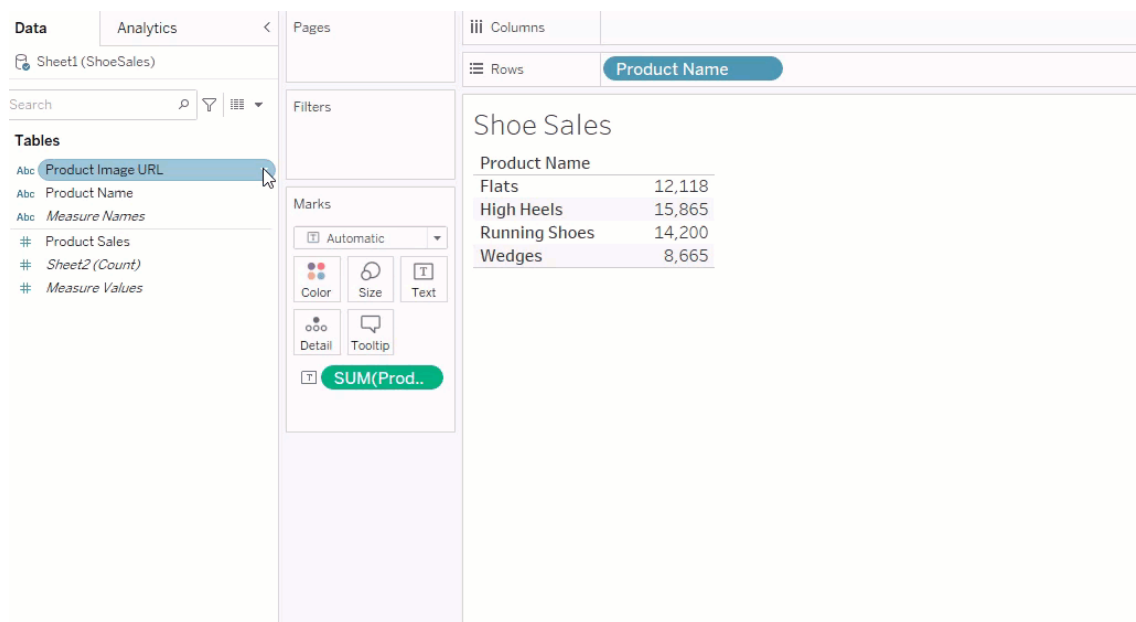 Data Analytics <
Sheet1 (ShoeSales)
Search
Tables
Abc Product Image URL
Abc Product Name
Abc Measure Names
# Product Sales
# Sheet2 (Count)
# Measure Values
Pages
Filters
Marks
T Automatic
Color Size T Text
Detail Tooltip
T SUM(Prod..
iii Columns
Rows Product Name
Shoe Sales
Product Name
Flats 12,118
High Heels 15,865
Running Shoes 14,200
Wedges 8,665